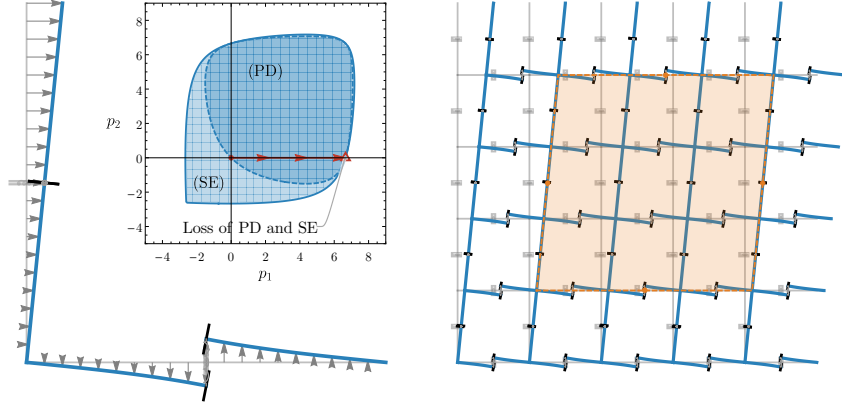 8
6
(PD)
4
2
p₂
0
(SE)
−2
−4
Loss of PD and SE
−4 −2 0 2 4 6 8
p₁